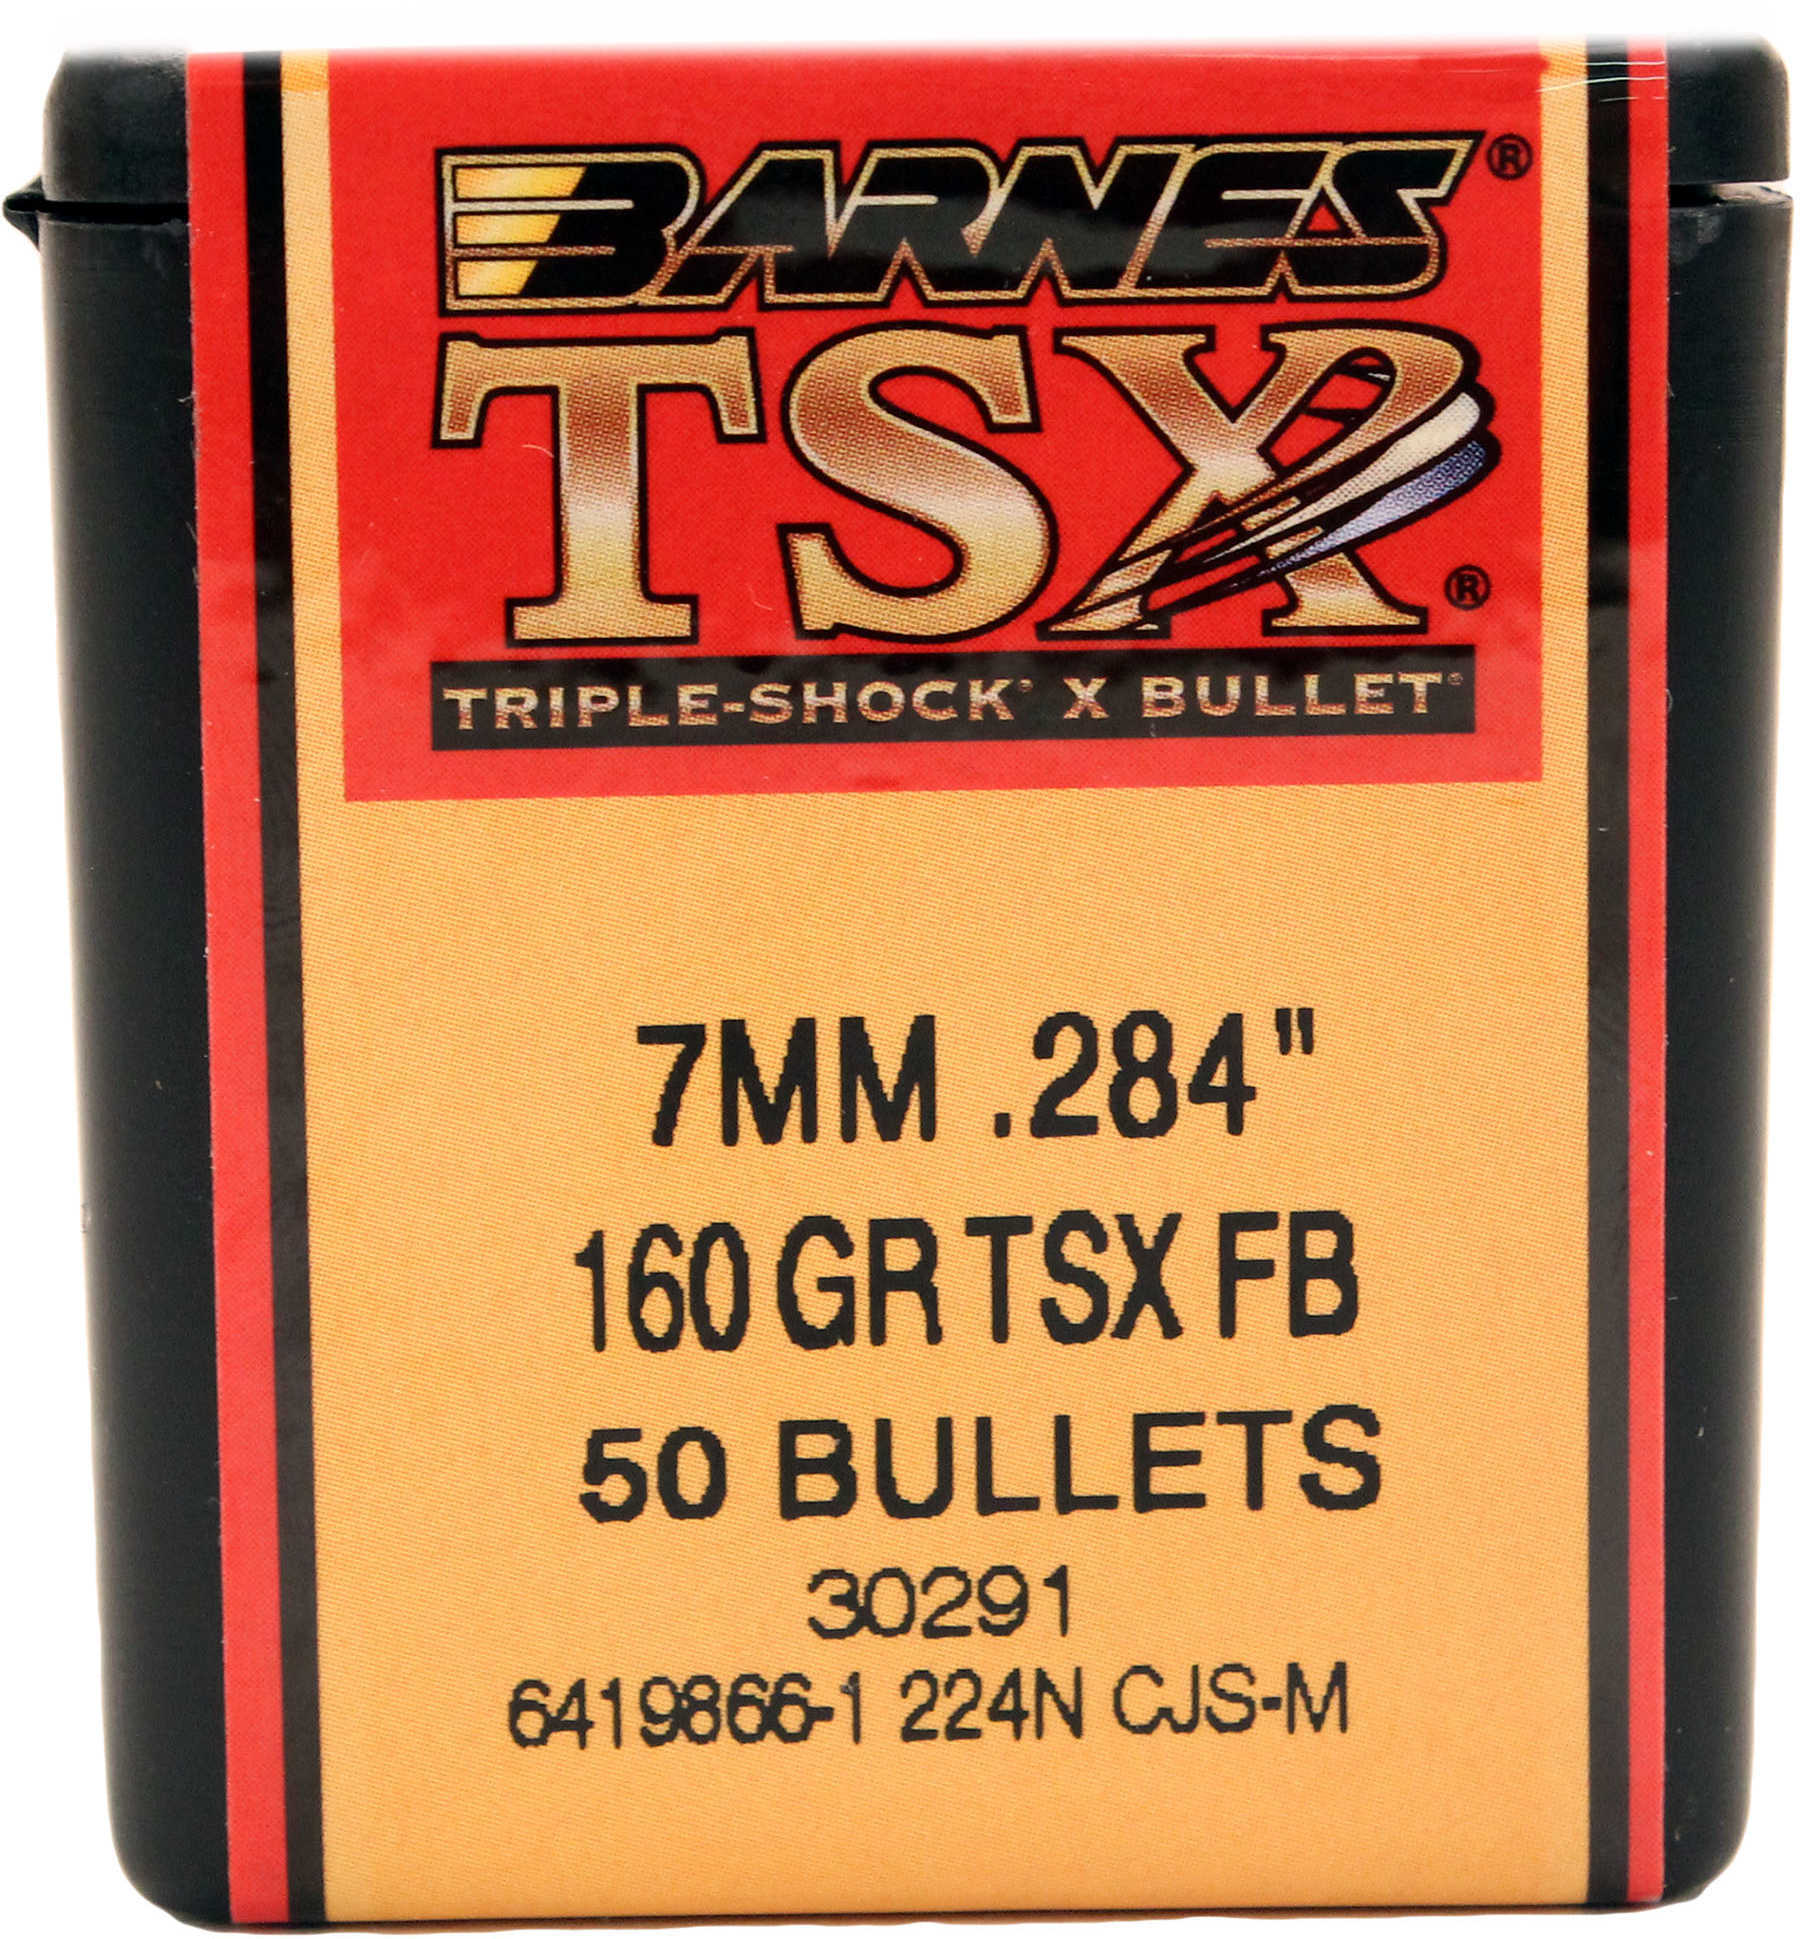 BARNES®
TSX®
TRIPLE-SHOCK® X BULLET®
7MM .284"
160 GR TSX FB
50 BULLETS
30291
6419866-1 224N CJS-M